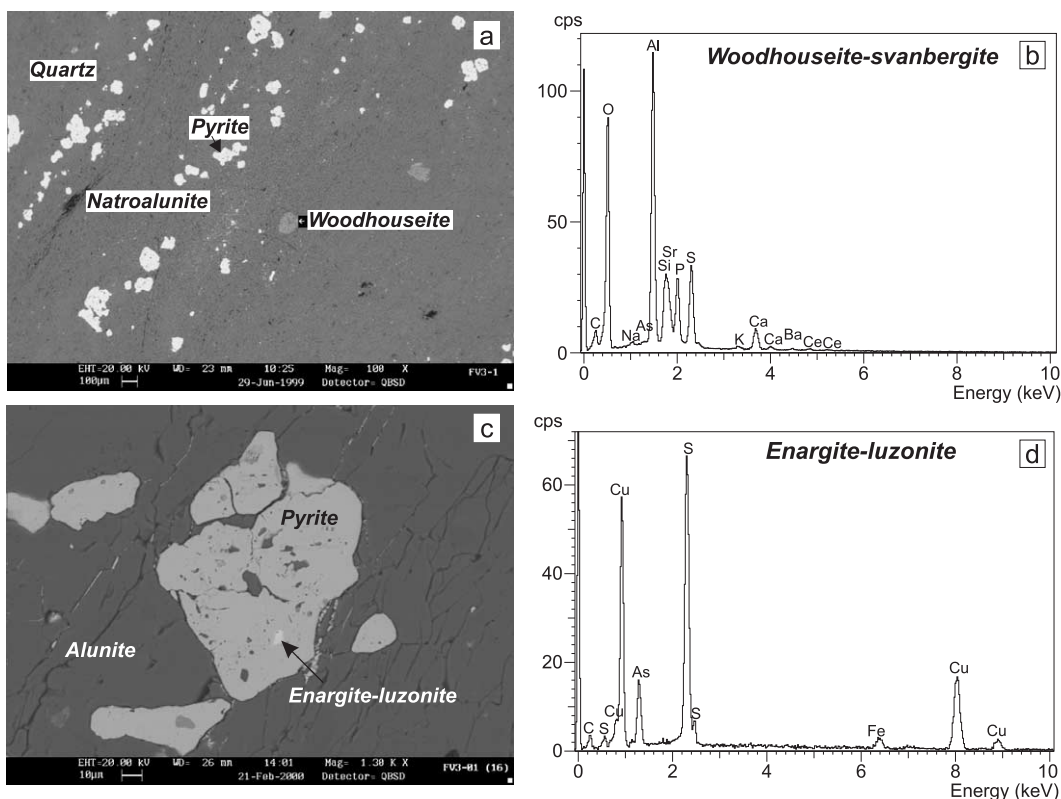 a
Quartz
Pyrite
Natroalunite
Woodhouseite
EHT=20.00 kV WD= 23 mm 10:25 Mag= 100 X FV3-1
100μm 29-Jun-1999 Detector= QBSD
cps
Woodhouseite-svanbergite
b
Al
100
O
50
Sr
Si P S
C Na As K Ca Ca Ba Ce Ce
0
0 2 4 6 8 10
Energy (keV)
c
Pyrite
Alunite
Enargite-luzonite
EHT=20.00 kV WD= 26 mm 14:01 Mag= 1.30 K X FV3-01 (16)
10μm 21-Feb-2000 Detector= QBSD
cps
Enargite-luzonite
d
S
60
Cu
40
20
As Cu
C S Cu S Fe Cu
0
0 2 4 6 8 10
Energy (keV)